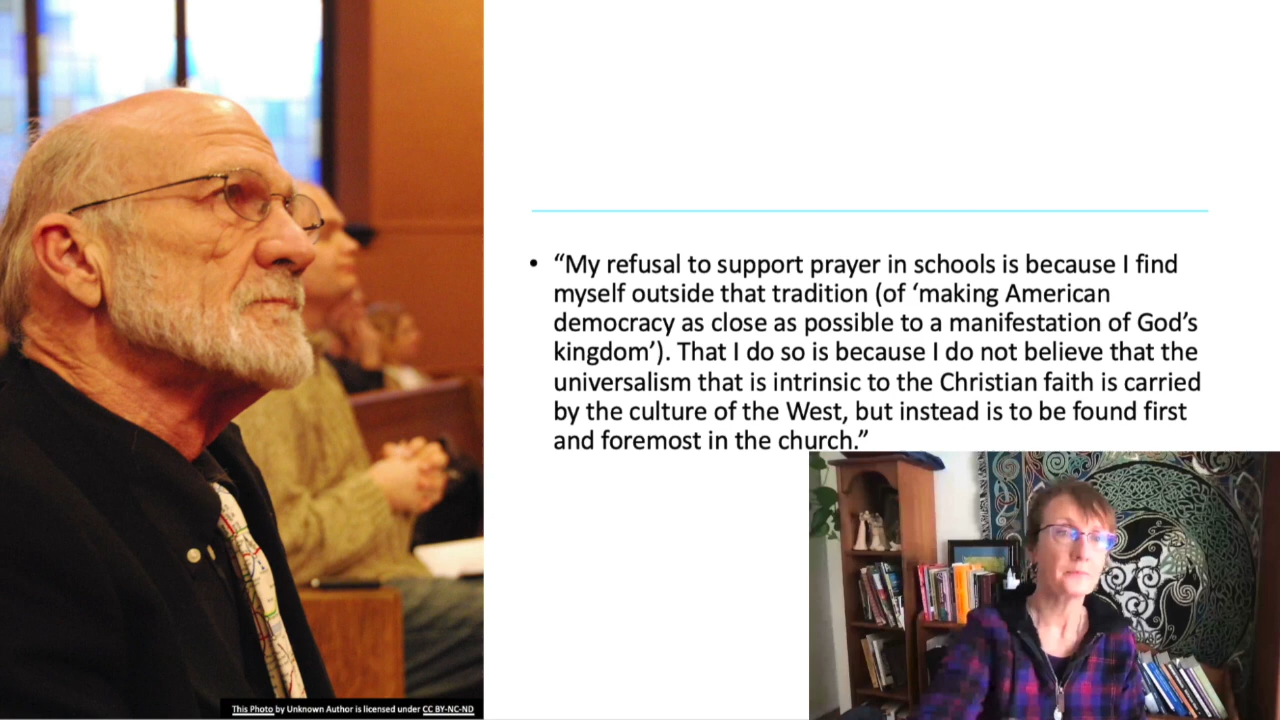 • “My refusal to support prayer in schools is because I find
myself outside that tradition (of ‘making American
democracy as close as possible to a manifestation of God’s
kingdom’). That I do so is because I do not believe that the
universalism that is intrinsic to the Christian faith is carried
by the culture of the West, but instead is to be found first
and foremost in the church.”
This Photo by Unknown Author is licensed under CC BY-NC-ND